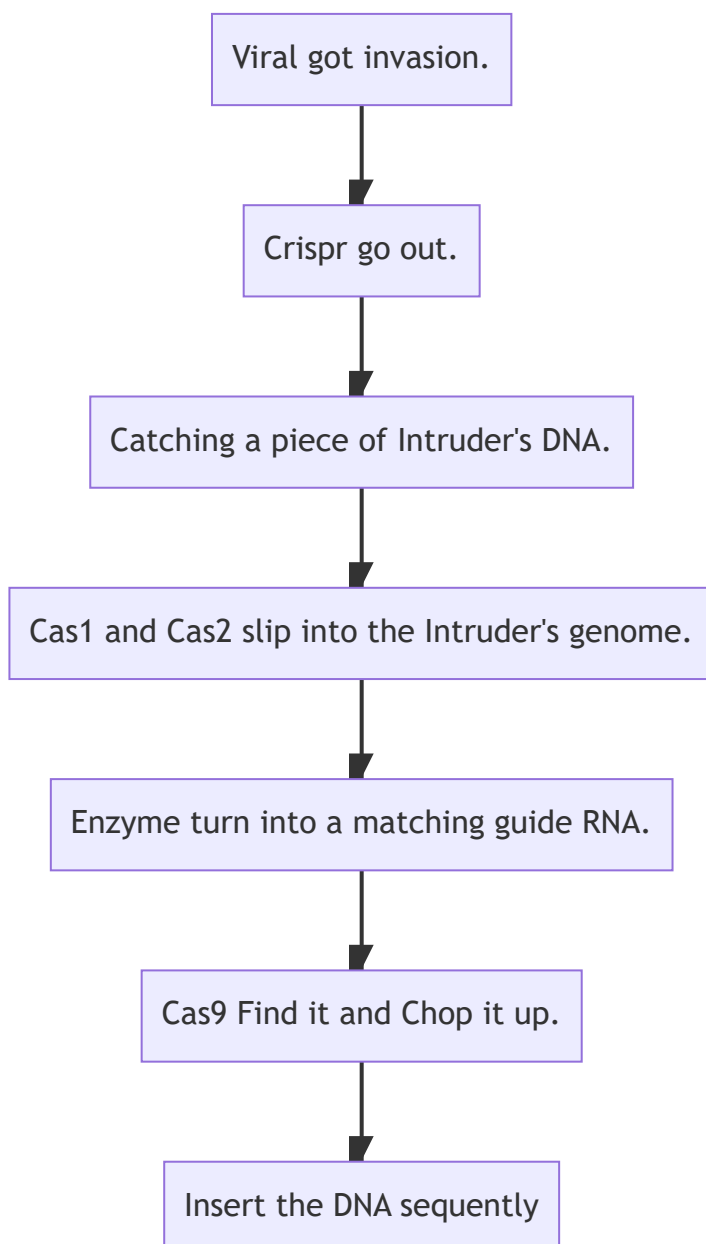 Viral got invasion.
Crispr go out.
Catching a piece of Intruder's DNA.
Cas1 and Cas2 slip into the Intruder's genome.
Enzyme turn into a matching guide RNA.
Cas9 Find it and Chop it up.
Insert the DNA sequently